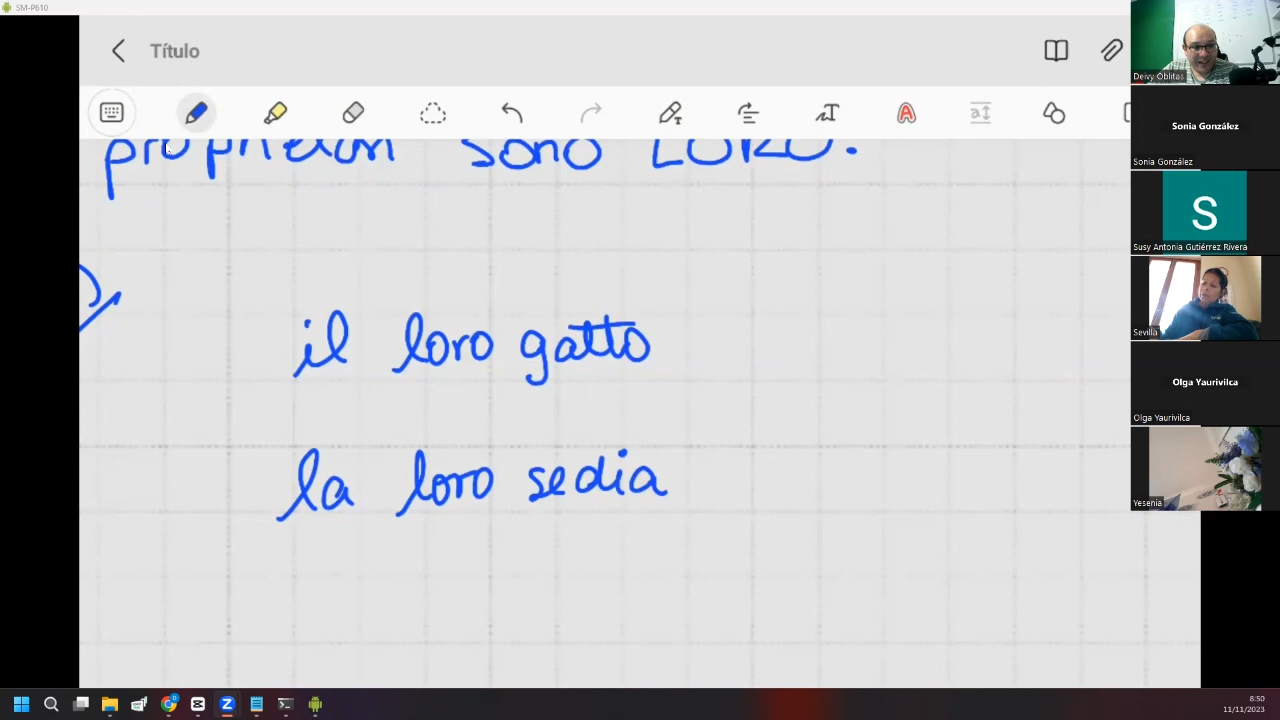 SM-P610
Título
sono LORO.
il loro gatto
la loro sedia
Deivy Oblitas
Sonia González
Sonia González
S
Susy Antonia Gutiérrez Rivera
Sevilla
Olga Yaurivilca
Olga Yaurivilca
Yesenia
8:50
11/11/2023